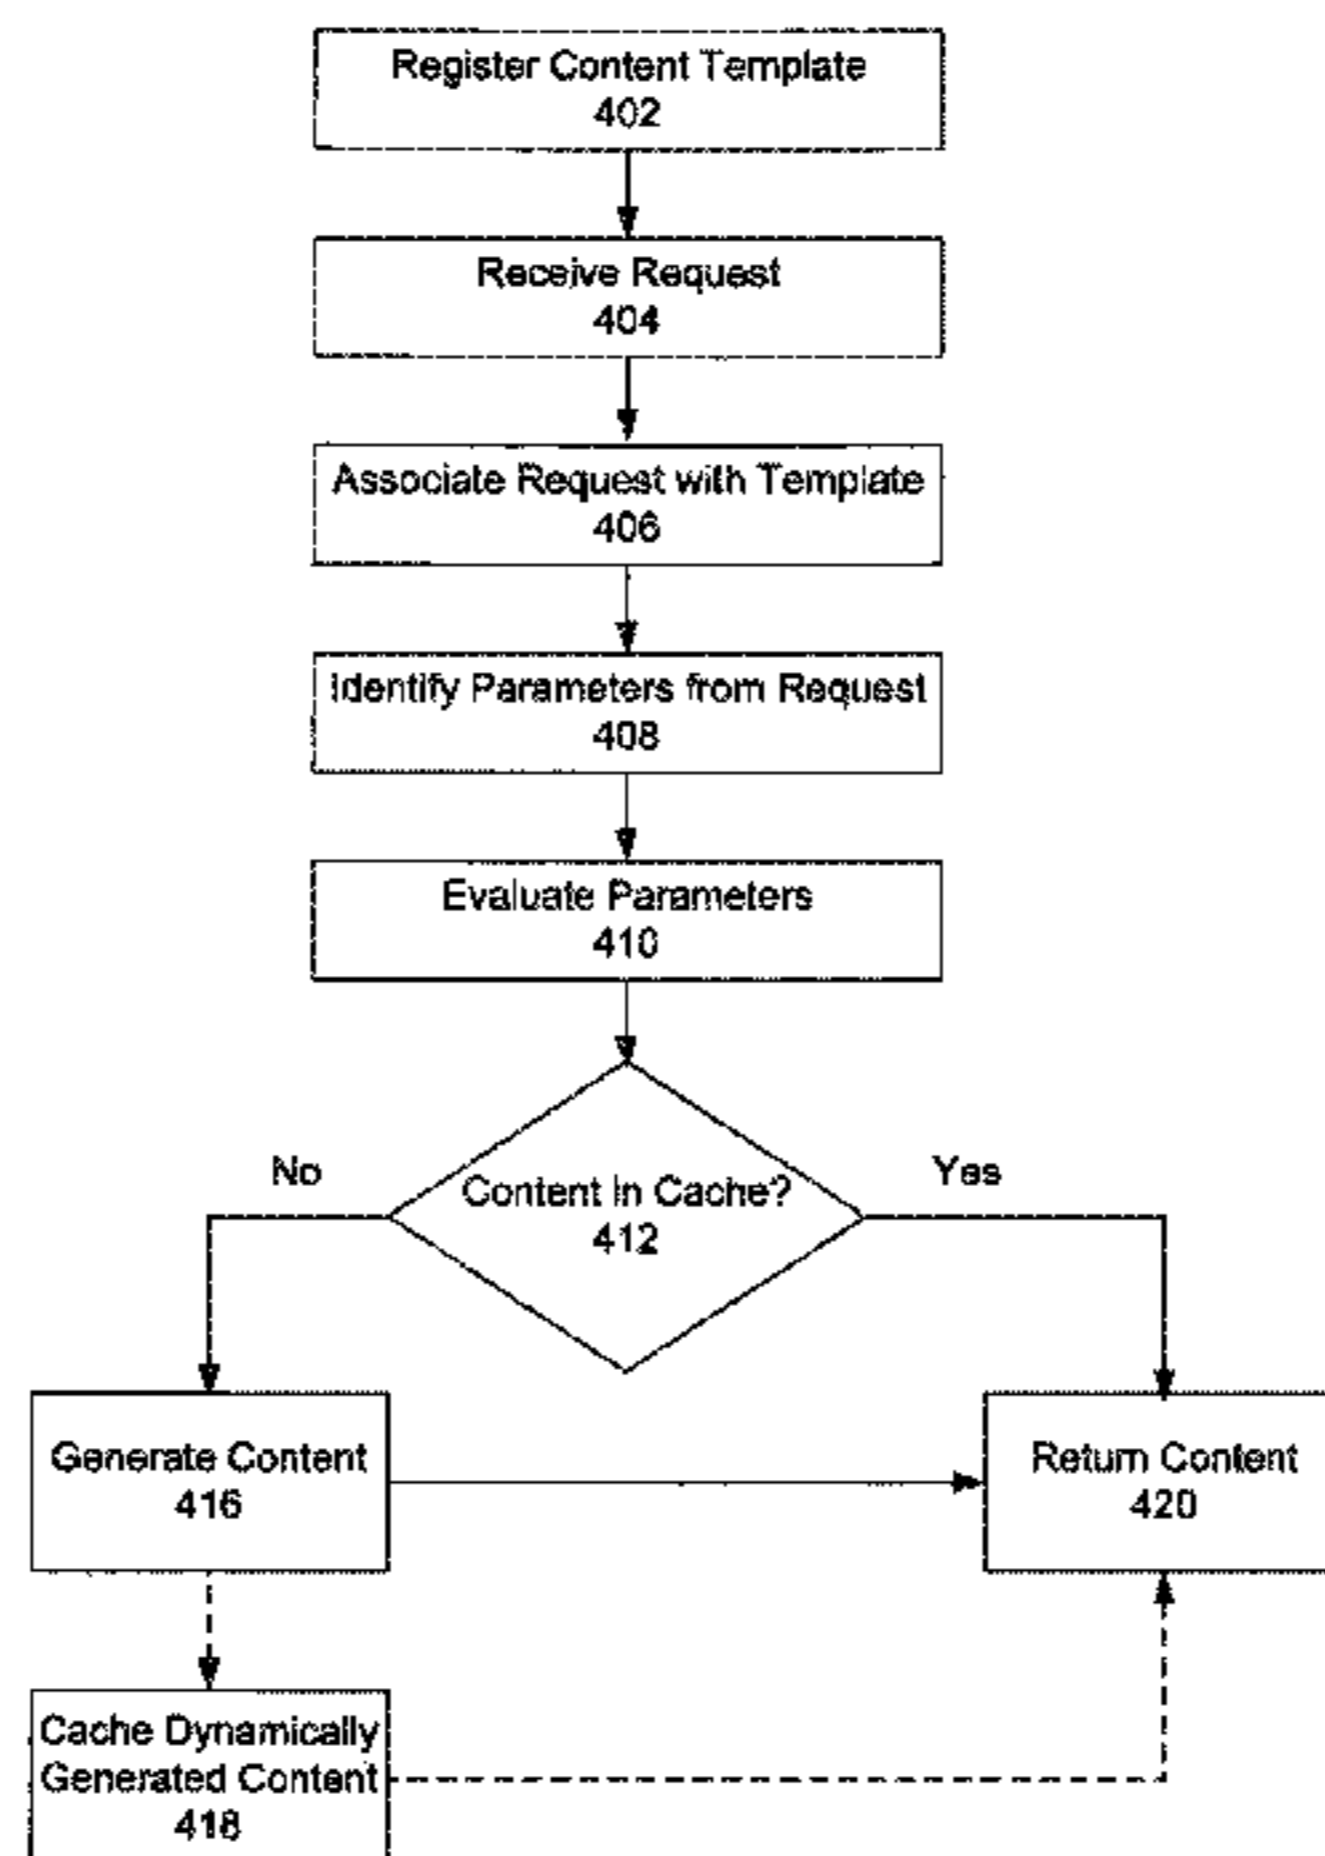 Register Content Template
402
Receive Request
404
Associate Request with Template
406
Identify Parameters from Request
408
Evaluate Parameters
410
No
Yes
Content In Cache?
412
Generate Content
416
Return Content
420
Cache Dynamically
Generated Content
418